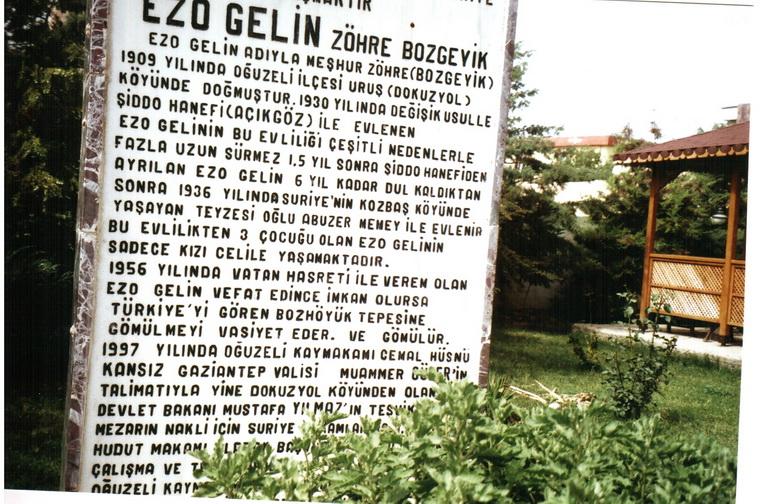 EZO GELİN ZÖHRE BOZGEYİK
EZO GELİN ADIYLA MEŞHUR ZÖHRE(BOZGEYİK)
1909 YILINDA OĞUZELİ İLÇESİ URUŞ (DOKUZYOL)
KÖYÜNDE DOĞMUŞTUR. 1930 YILINDA DEĞİŞİK USULLE
ŞİDDO HANEFİ(AÇIKGÖZ) İLE EVLENEN
EZO GELİNİN BU EVLİLİĞİ ÇEŞİTLİ NEDENLERLE
FAZLA UZUN SÜRMEZ 1,5 YIL SONRA ŞİDDO HANEFİDEN
AYRILAN EZO GELİN 6 YIL KADAR DUL KALDIKTAN
SONRA 1936 YILINDA SURİYE'NİN KOZBAŞ KÖYÜNDE
YAŞAYAN TEYZESİ OĞLU ABUZER MEMEY İLE EVLENİR
BU EVLİLİKTEN 3 ÇOCUĞU OLAN EZO GELİNİN
SADECE KIZI CELİLE YAŞAMAKTADIR.
1956 YILINDA VATAN HASRETİ İLE VEREN OLAN
EZO GELİN VEFAT EDİNCE İMKAN OLURSA
TÜRKİYE'Yİ GÖREN BOZHÖYÜK TEPESİNE
GÖMÜLMEYİ VASİYET EDER. VE GÖMÜLÜR.
1997 YILINDA OĞUZELİ KAYMAKAMI CEMAL HÜSNÜ
KANSIZ GAZİANTEP VALİSİ MUAMMER GÜLER'İN
TALİMATIYLA YİNE DOKUZYOL KÖYÜNDEN OLAN
DEVLET BAKANI MUSTAFA YILMAZ'IN
MEZARIN NAKLİ İÇİN SURİYE
HUDUT MAKAMI
ÇALIŞMA VE
OĞUZELİ